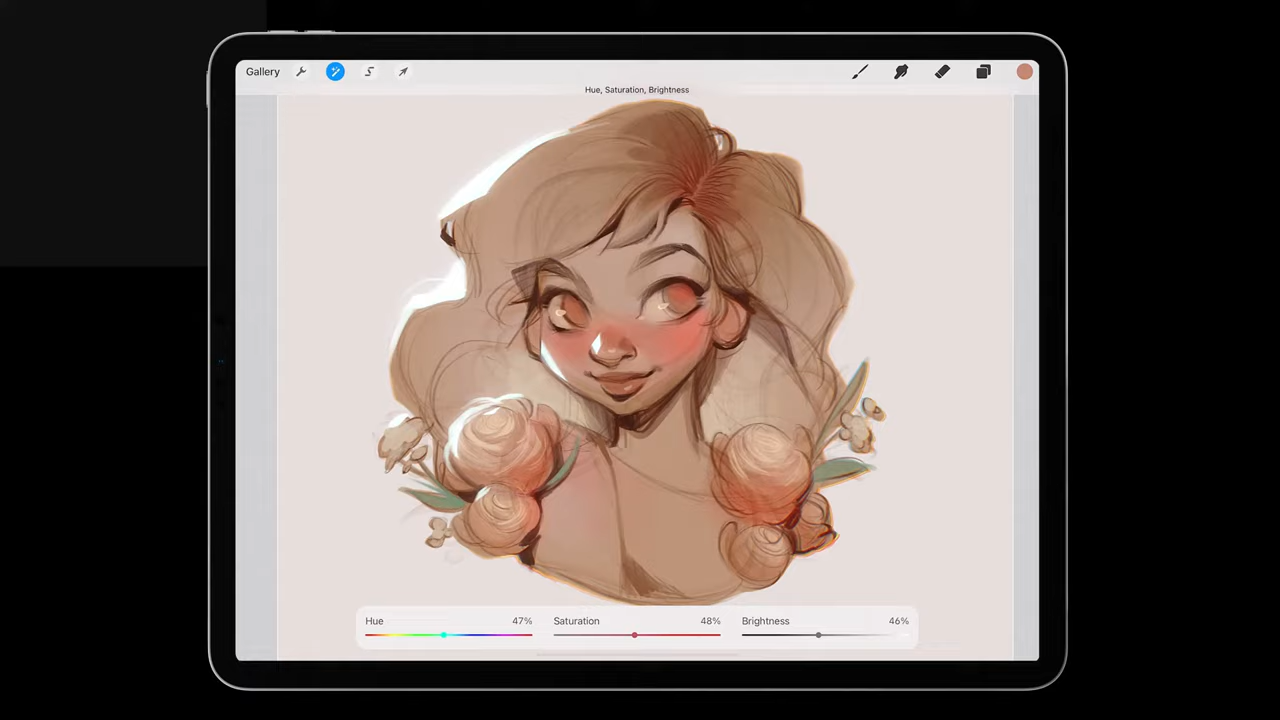 Gallery
Hue, Saturation, Brightness
Hue 47% Saturation 48% Brightness 46%